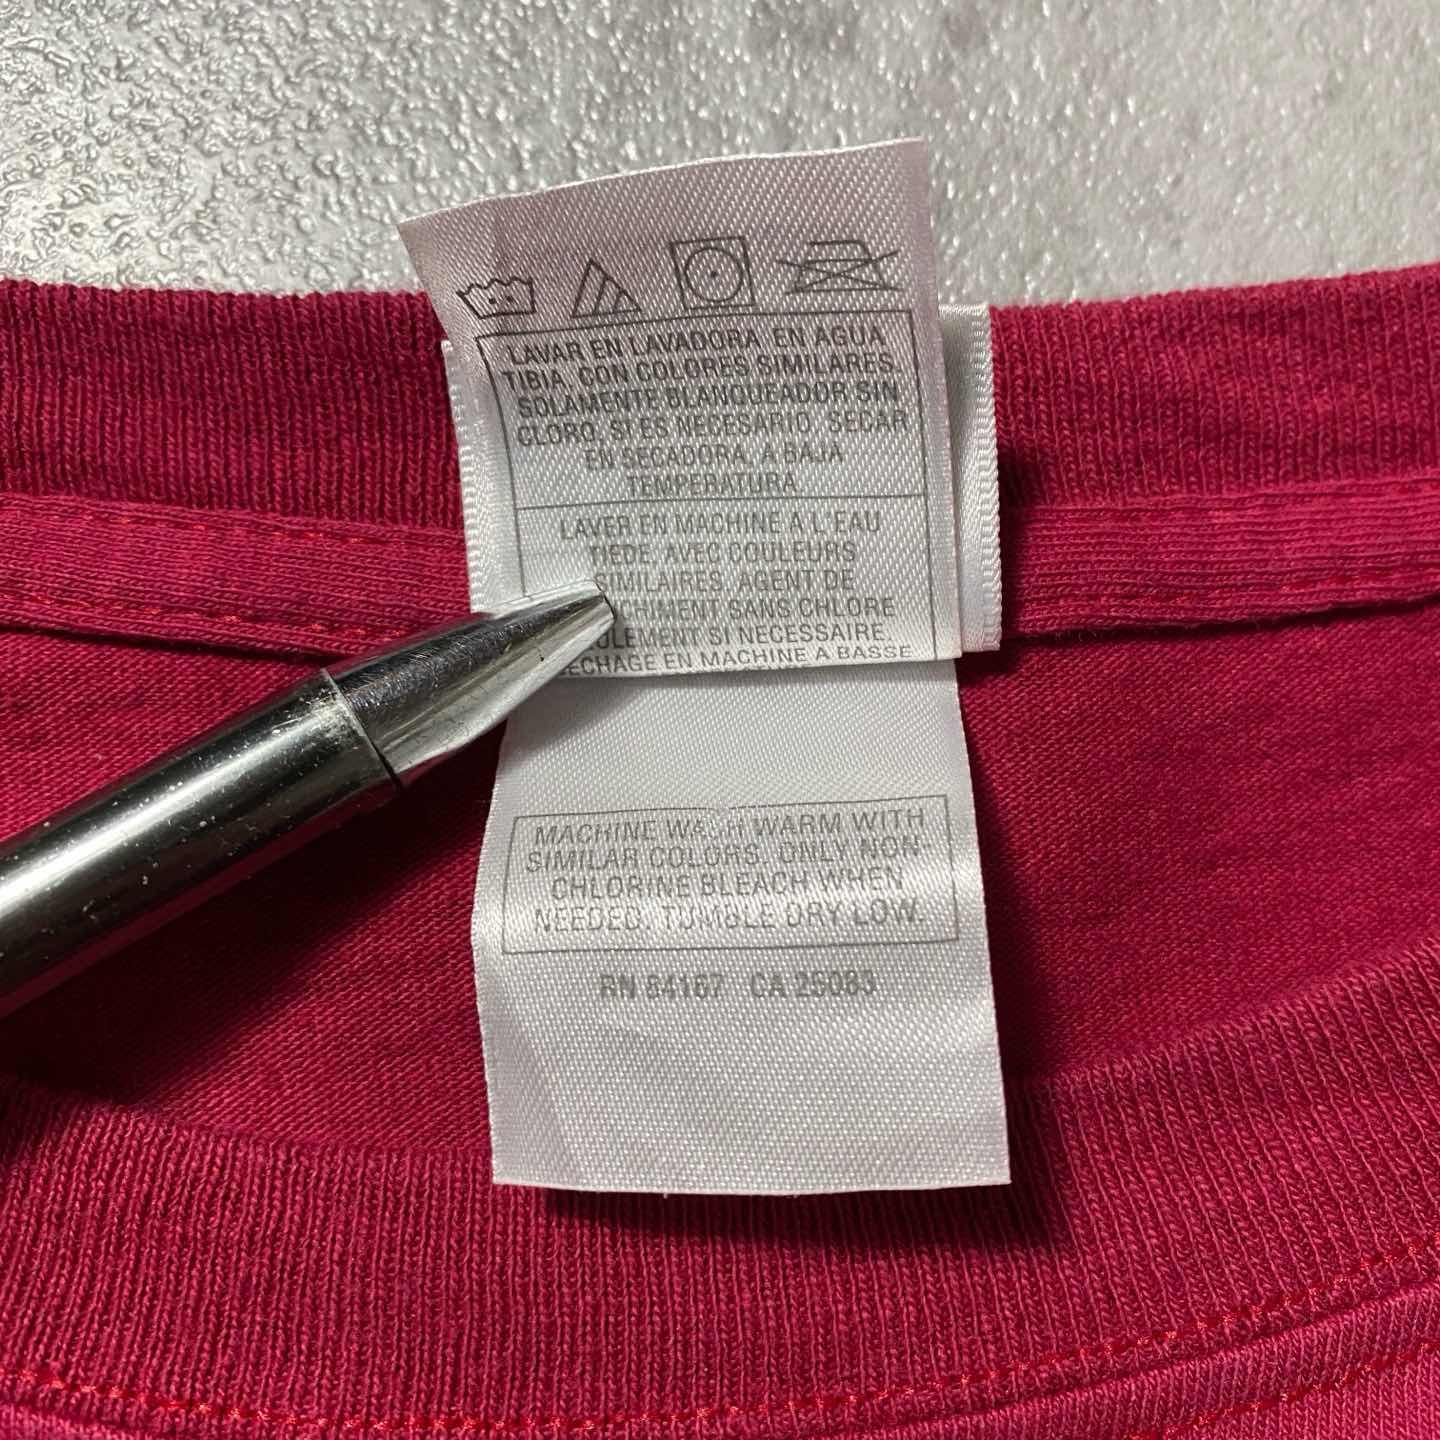 LAVAR EN LAVADORA, EN AGUA
TIBIA, CON COLORES SIMILARES.
SOLAMENTE BLANQUEADOR SIN
CLORO, SI ES NECESARIO. SECAR
EN SECADORA, A BAJA
TEMPERATURA
LAVER EN MACHINE A L'EAU
TIEDE, AVEC COULEURS
SIMILAIRES. AGENT DE
SANS CHLORE
SI NECESSAIRE.
EN MACHINE A BASSE
MACHINE WASH WARM WITH
SIMILAR COLORS. ONLY NON-
CHLORINE BLEACH WHEN
NEEDED. TUMBLE DRY LOW.
RN CA